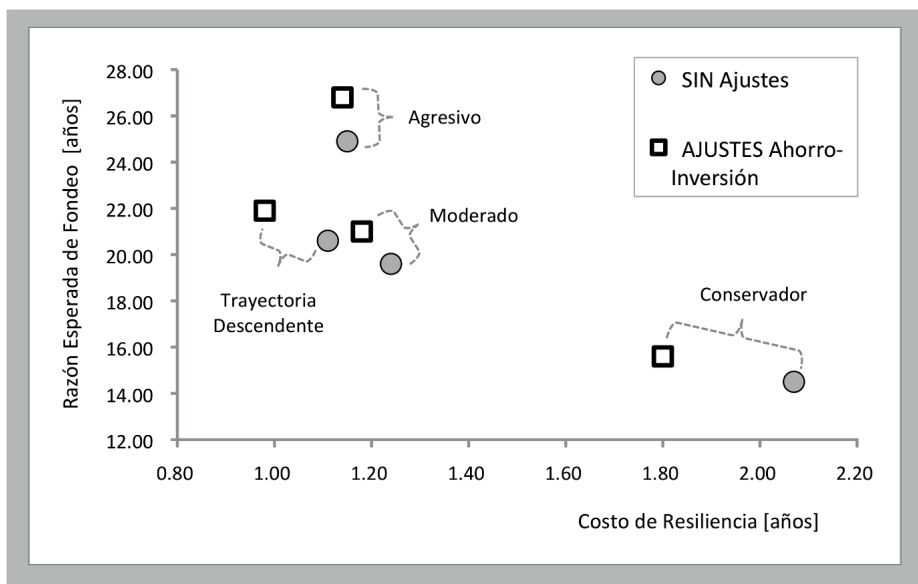 Razón Esperada de Fondeo [años]
28.00
26.00
24.00
22.00
20.00
18.00
16.00
14.00
12.00
0.80 1.00 1.20 1.40 1.60 1.80 2.00 2.20
Costo de Resiliencia [años]
SIN Ajustes
AJUSTES Ahorro-
Inversión
Agresivo
Moderado
Trayectoria
Descendente
Conservador